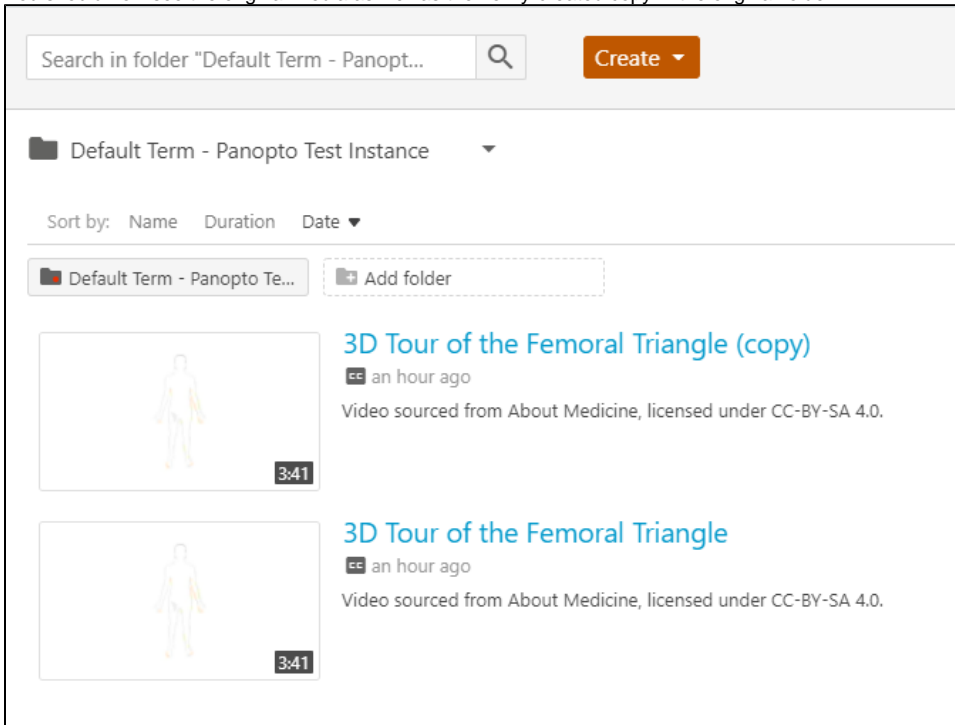 Search in folder "Default Term - Panopt...
Create
Default Term - Panopto Test Instance
Sort by: Name Duration Date
Default Term - Panopto Te...
Add folder
3D Tour of the Femoral Triangle (copy)
CC an hour ago
Video sourced from About Medicine, licensed under CC-BY-SA 4.0.
3:41
3D Tour of the Femoral Triangle
CC an hour ago
Video sourced from About Medicine, licensed under CC-BY-SA 4.0.
3:41